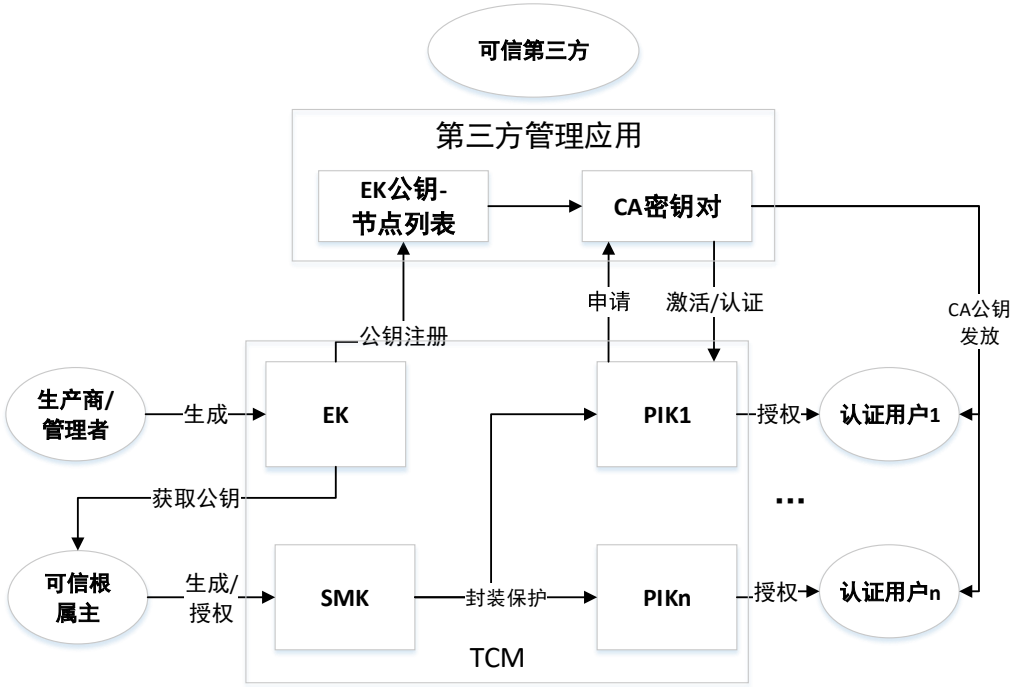 可信第三方
第三方管理应用
EK公钥-
节点列表
CA密钥对
公钥注册
申请
激活/认证
CA公钥
发放
生产商/
管理者
生成
EK
PIK1
授权
认证用户1
获取公钥
...
可信根
属主
生成/
授权
SMK
封装保护
PIKn
授权
认证用户n
TCM